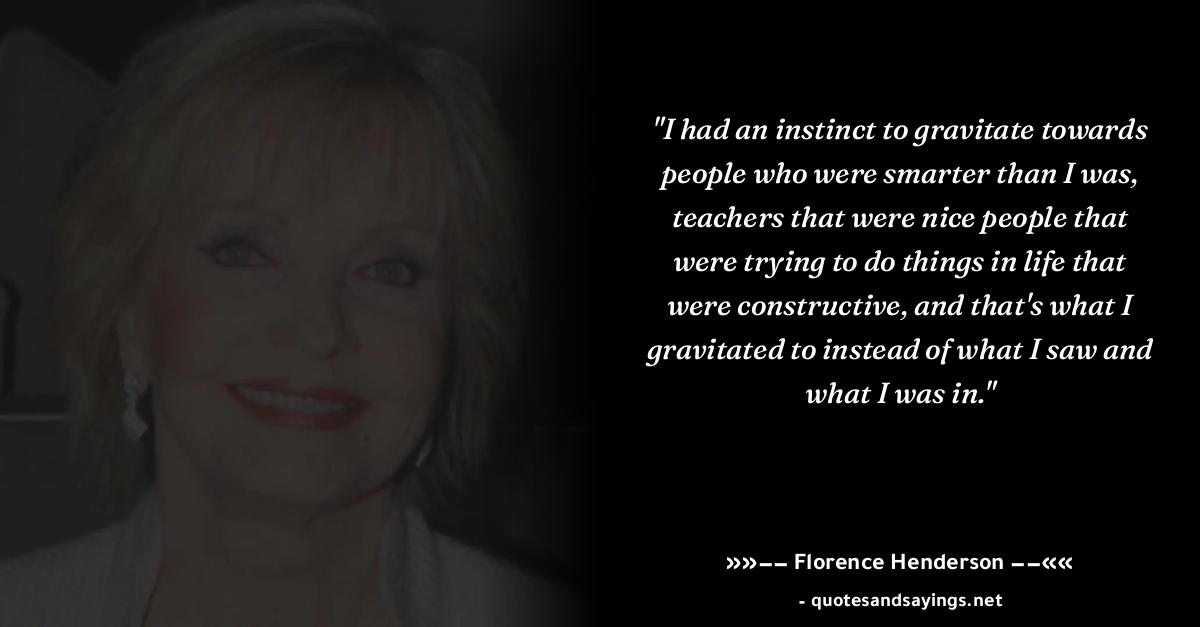 "I had an instinct to gravitate towards
people who were smarter than I was,
teachers that were nice people that
were trying to do things in life that
were constructive, and that's what I
gravitated to instead of what I saw and
what I was in."
»»–– Florence Henderson ––««
- quotesandsayings.net